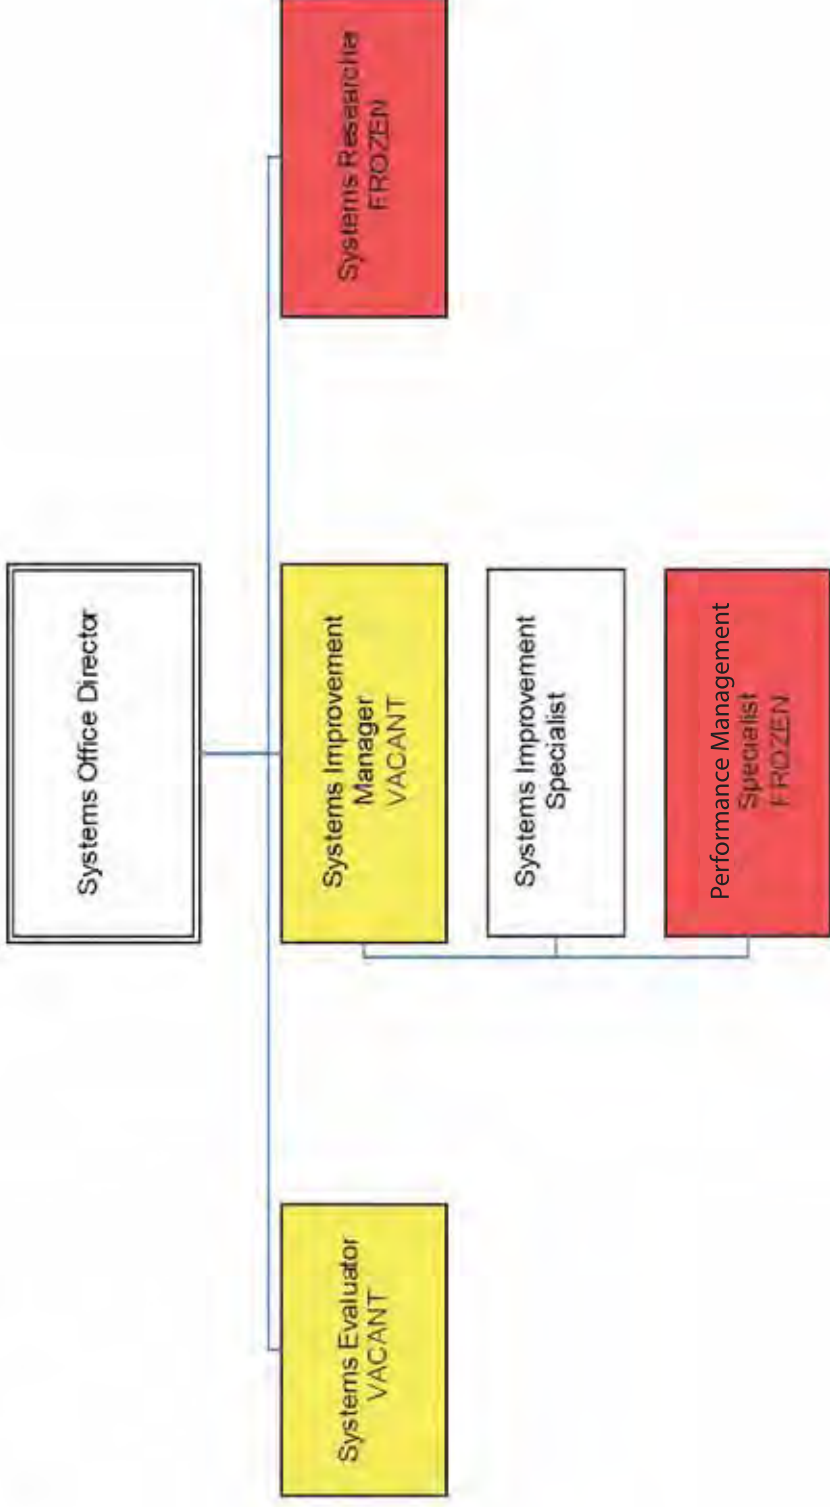 Systems Office Director
Systems Evaluator
VACANT
Systems Improvement
Manager
VACANT
Systems Researche
FROZEN
Systems Improvement
Specialist
Performance Management
Specialist
FROZEN